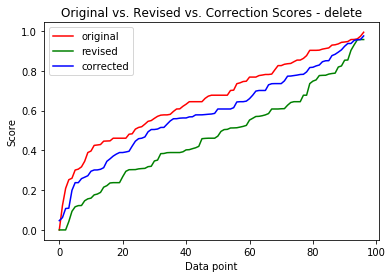 Original vs. Revised vs. Correction Scores - delete
original
revised
corrected
Score
1.0
0.8
0.6
0.4
0.2
0.0
0 20 40 60 80 100
Data point